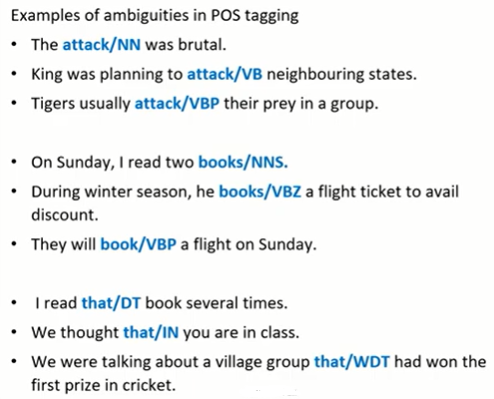 Examples of ambiguities in POS tagging
• The attack/NN was brutal.
• King was planning to attack/VB neighbouring states.
• Tigers usually attack/VBP their prey in a group.
• On Sunday, I read two books/NNS.
• During winter season, he books/VBZ a flight ticket to avail
discount.
• They will book/VBP a flight on Sunday.
• I read that/DT book several times.
• We thought that/IN you are in class.
• We were talking about a village group that/WDT had won the
first prize in cricket.